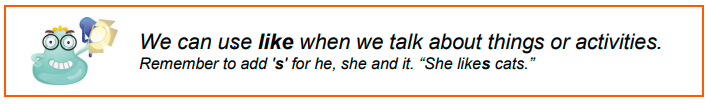 We can use like when we talk about things or activities.
Remember to add 's' for he, she and it. “She likes cats.”